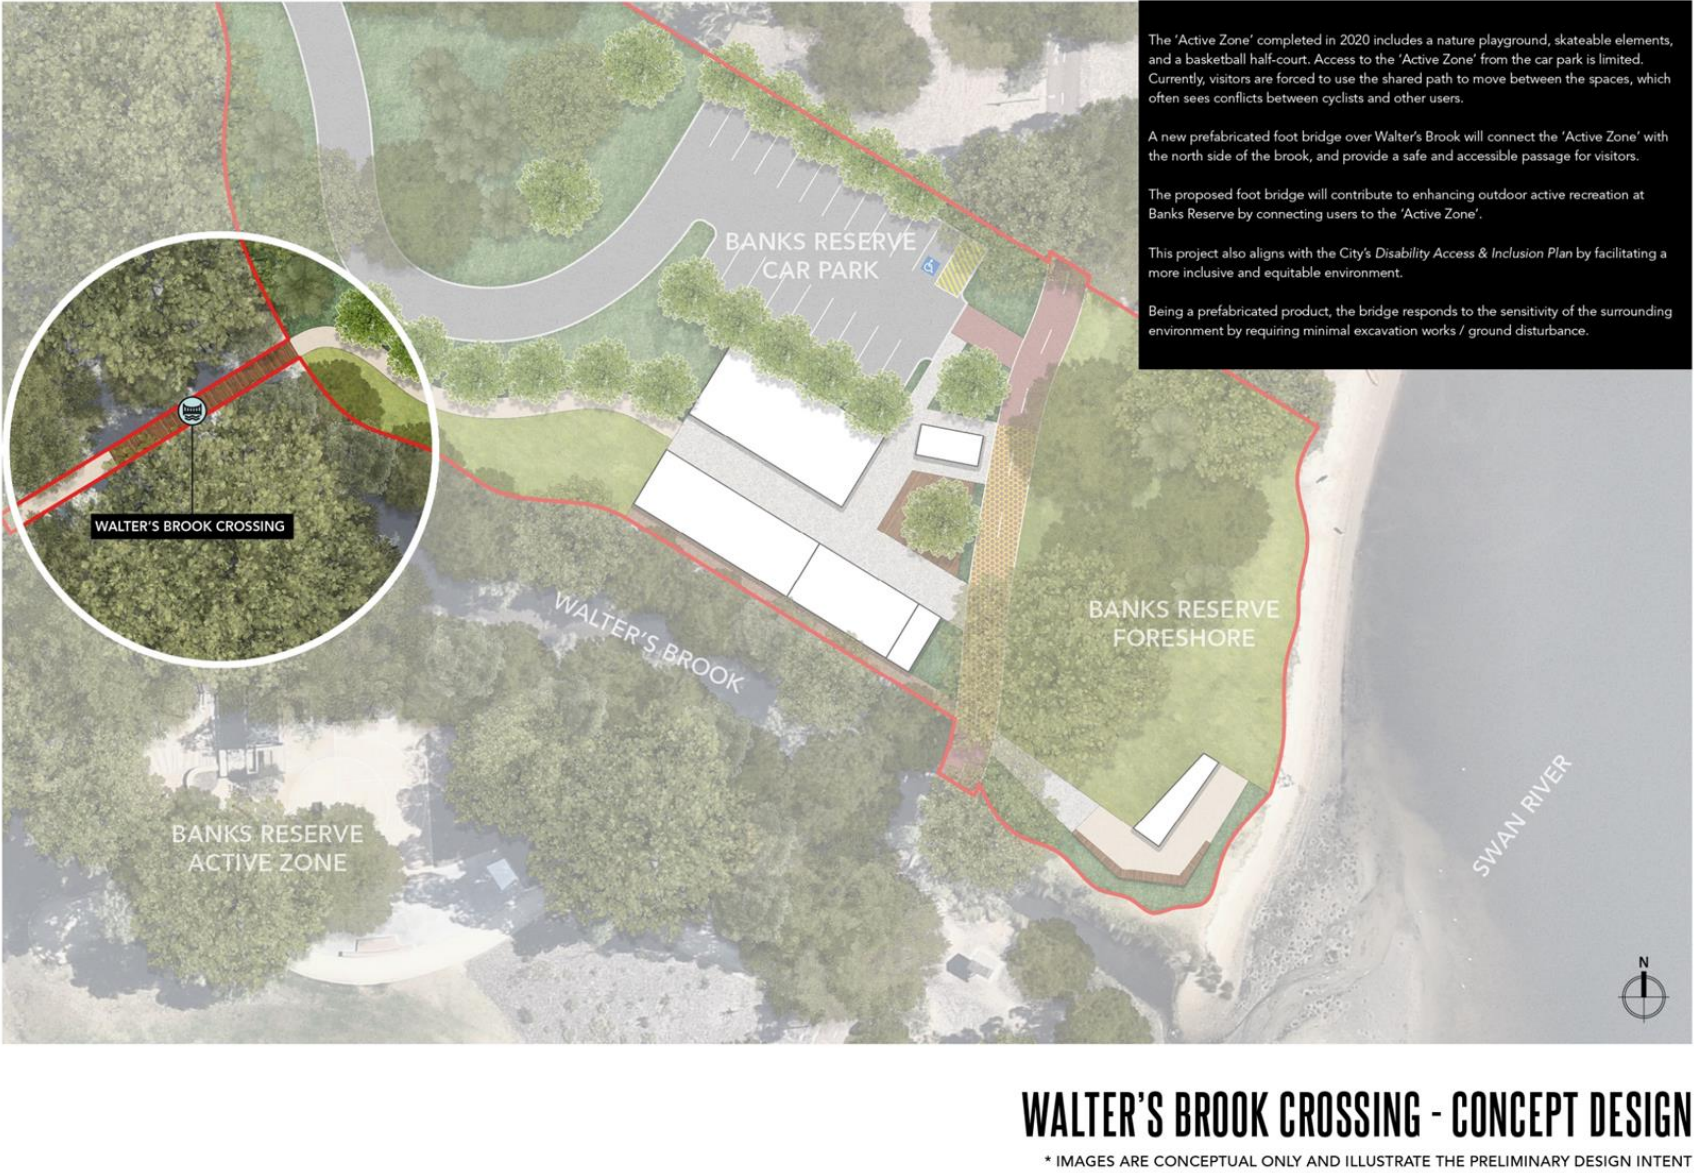 The 'Active Zone' completed in 2020 includes a nature playground, skateable elements,
and a basketball half-court. Access to the 'Active Zone' from the car park is limited.
Currently, visitors are forced to use the shared path to move between the spaces, which
often sees conflicts between cyclists and other users.
A new prefabricated foot bridge over Walter's Brook will connect the 'Active Zone' with
the north side of the brook, and provide a safe and accessible passage for visitors.
The proposed foot bridge will contribute to enhancing outdoor active recreation at
Banks Reserve by connecting users to the 'Active Zone'.
This project also aligns with the City's Disability Access & Inclusion Plan by facilitating a
more inclusive and equitable environment.
Being a prefabricated product, the bridge responds to the sensitivity of the surrounding
environment by requiring minimal excavation works / ground disturbance.
BANKS RESERVE
CAR PARK
WALTER'S BROOK CROSSING
WALTER'S BROOK
BANKS RESERVE
FORESHORE
BANKS RESERVE
ACTIVE ZONE
SWAN RIVER
N
WALTER'S BROOK CROSSING - CONCEPT DESIGN
* IMAGES ARE CONCEPTUAL ONLY AND ILLUSTRATE THE PRELIMINARY DESIGN INTENT